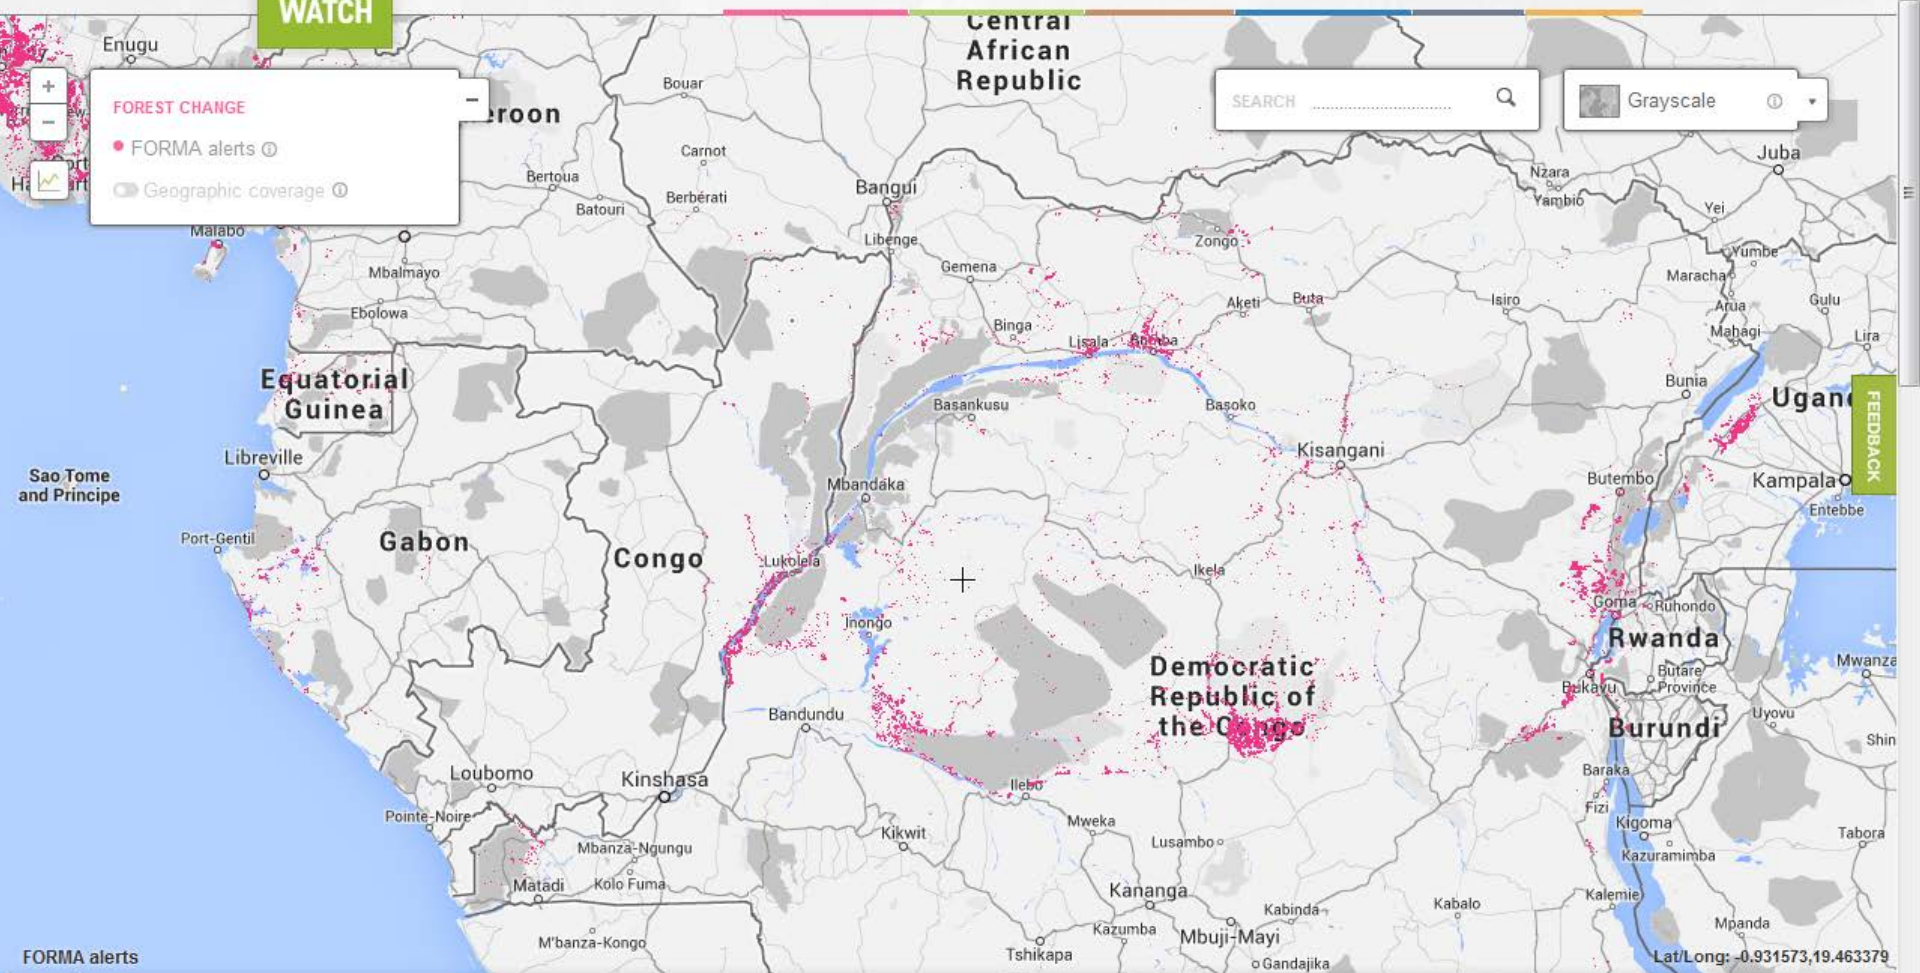 WATCH
Central
African
Republic
Enugu
Bouar
FOREST CHANGE
FORMA alerts
Geographic coverage
eroon
SEARCH
Grayscale
Carnot
Bertoua
Batouri
Berbérati
Bangui
Nzara
Yambio
Juba
Yei
Malabo
Libenge
Zongo
Mbalmayo
Gemena
Yumbe
Maracha
Ebolowa
Aketi
Buta
Isiro
Arua
Gulu
Binga
Lisala
Bumba
Mahagi
Lira
Equatorial
Guinea
Basankusu
Basoko
Bunia
Ugan
FEEDBACK
Libreville
Kisangani
Sao Tome
and Principe
Mbandaka
Butembo
Kampala
Entebbe
Port-Gentil
Gabon
Congo
Lukolela
Ikela
Goma
Ruhondo
Inongo
Rwanda
Democratic
Republic of
the Congo
Mwanza
Butare
Province
Bukavu
Bandundu
Burundi
Uyovu
Shin
Loubomo
Kinshasa
Ilebo
Baraka
Fizi
Pointe-Noire
Kikwit
Mweka
Lusambo
Kigoma
Tabora
Mbanza-Ngungu
Kazuramimba
Matadi
Kolo Fuma
Kananga
Kabinda
Kabalo
Kalemie
M'banza-Kongo
Kazumba
Mbuji-Mayi
Mpanda
Tshikapa
Gandajika
FORMA alerts
Lat/Long: -0.931573,19.463379